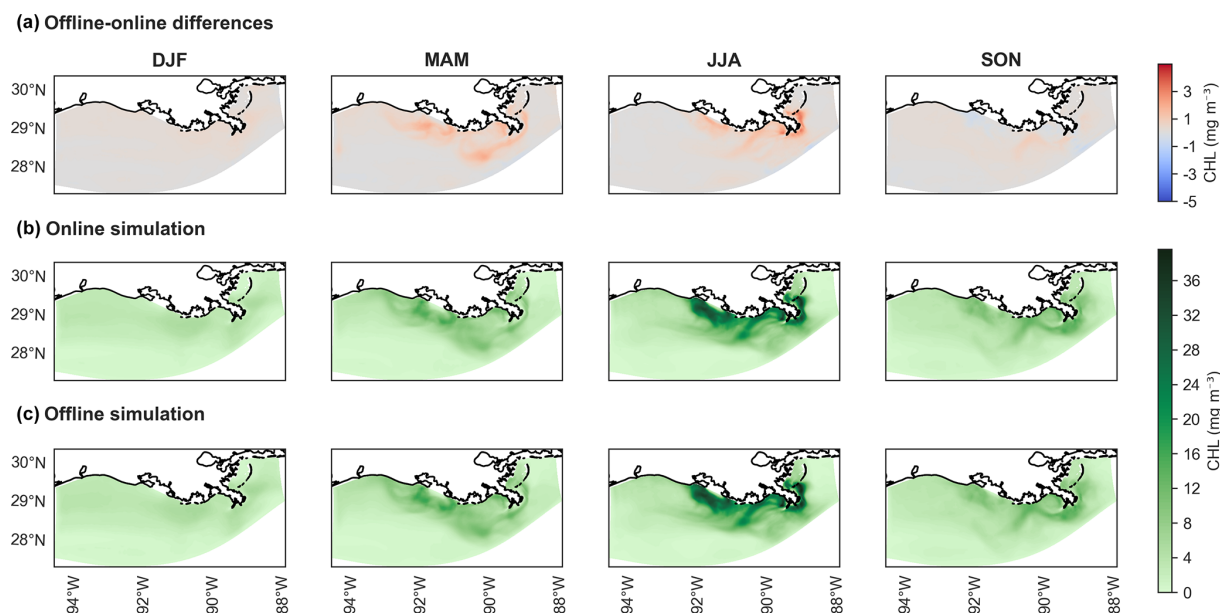 (a) Offline-online differences
DJF MAM JJA SON
30°N
29°N
28°N
3
1
-1
-3
-5
CHL (mg m⁻³)
(b) Online simulation
30°N
29°N
28°N
(c) Offline simulation
30°N
29°N
28°N
94°W 92°W 90°W 88°W 94°W 92°W 90°W 88°W 94°W 92°W 90°W 88°W 94°W 92°W 90°W 88°W
36
32
28
24
20
16
12
8
4
0
CHL (mg m⁻³)